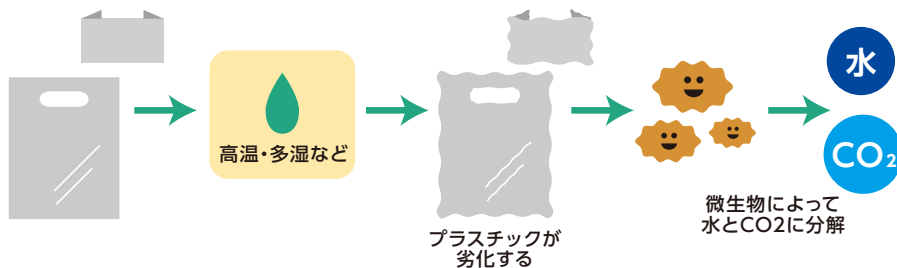 高温・多湿など
プラスチックが
劣化する
微生物によって
水とCO2に分解
水
CO₂